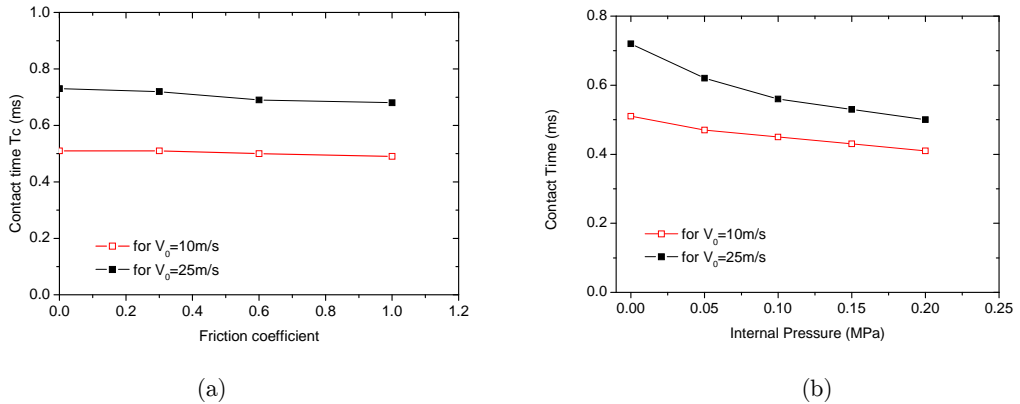 1.0
0.8
0.6
0.4
0.2
0.0
Contact time Tc (ms)
for V0=10m/s
for V0=25m/s
0.0 0.2 0.4 0.6 0.8 1.0 1.2
Friction coefficient
(a)
0.8
0.6
0.4
0.2
0.0
Contact Time (ms)
for V0=10m/s
for V0=25m/s
0.00 0.05 0.10 0.15 0.20 0.25
Internal Pressure (MPa)
(b)